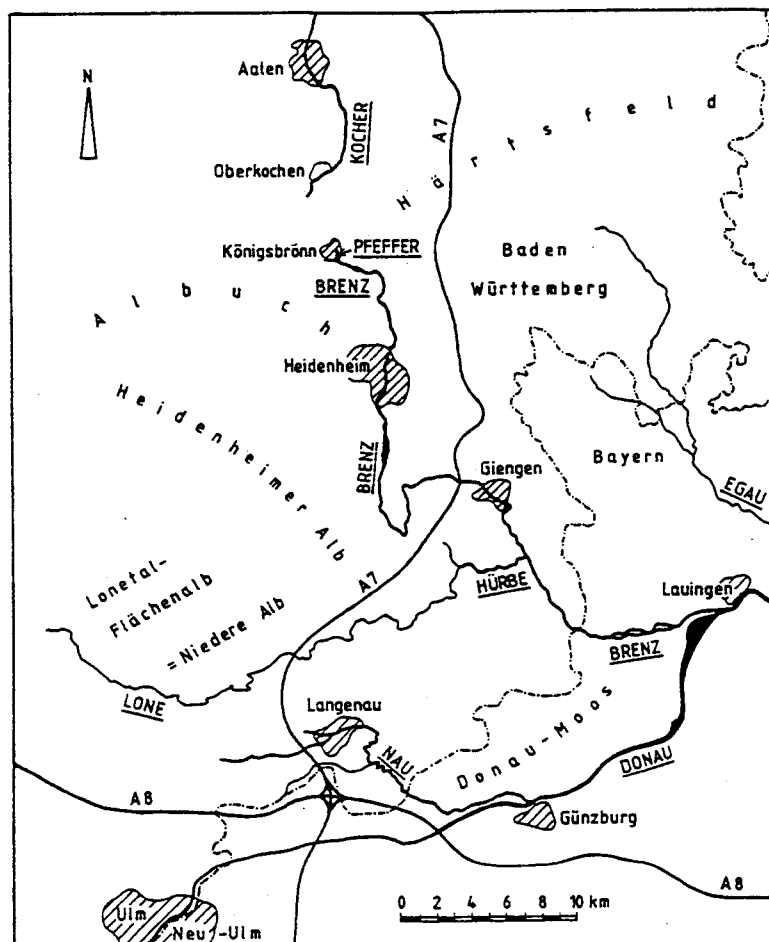 Aalen
N
KOCHER
A7
Härtsfeld
Oberkochen
Königsbronn
PFEFFER
BRENZ
Baden
Württemberg
Albuch
Heidenheim
Heidenheimer Alb
BRENZ
Giengen
Bayern
EGAU
Lonetal-
Flächenalb
=Niedere Alb
A7
HÜRBE
Lauingen
BRENZ
LONE
Langenau
NAU
Donau-Moos
DONAU
A8
Günzburg
A8
Ulm
Neu-Ulm
0 2 4 6 8 10 km